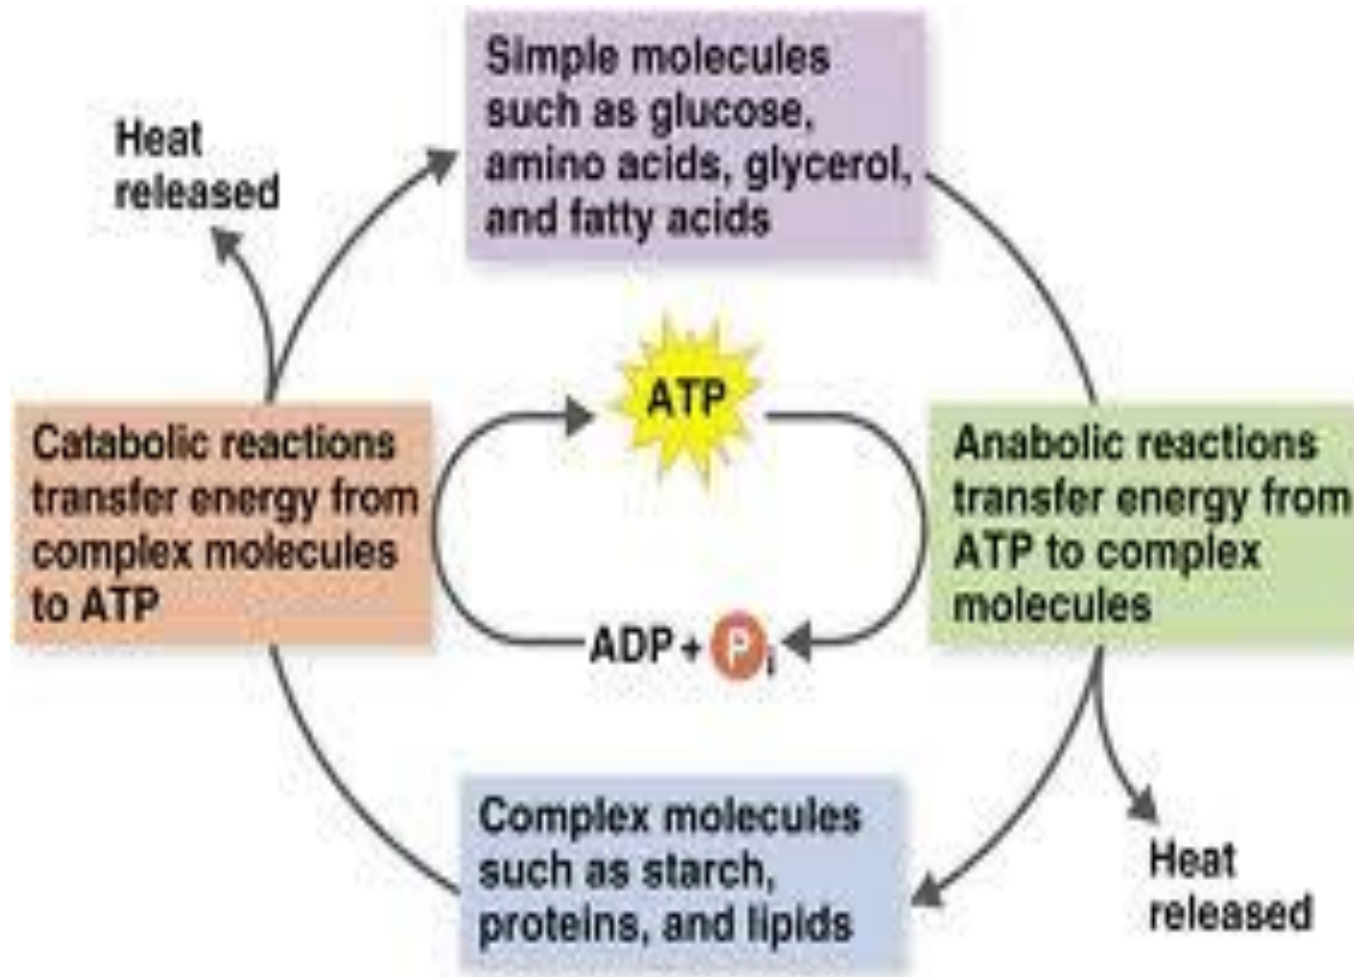 Simple molecules
such as glucose,
amino acids, glycerol,
and fatty acids
Heat
released
ATP
Catabolic reactions
transfer energy from
complex molecules
to ATP
Anabolic reactions
transfer energy from
ATP to complex
molecules
ADP + Pi
Complex molecules
such as starch,
proteins, and lipids
Heat
released